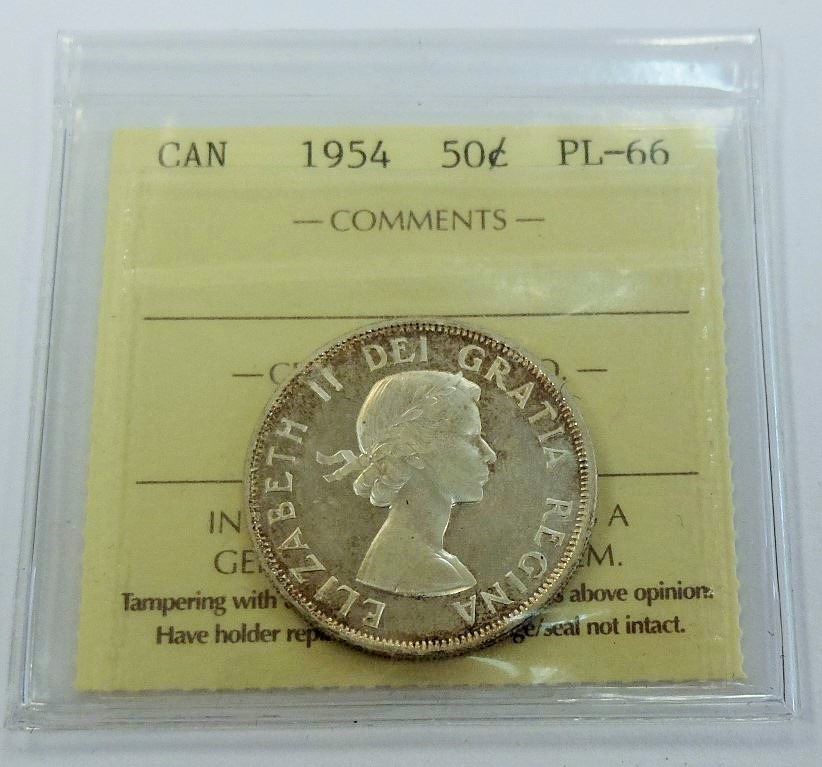 CAN 1954 50¢ PL-66
— COMMENTS —
ELIZABETH II DEI GRATIA REGINA
IN A
M.
Tampering with above opinion.
Have holder seal not intact.